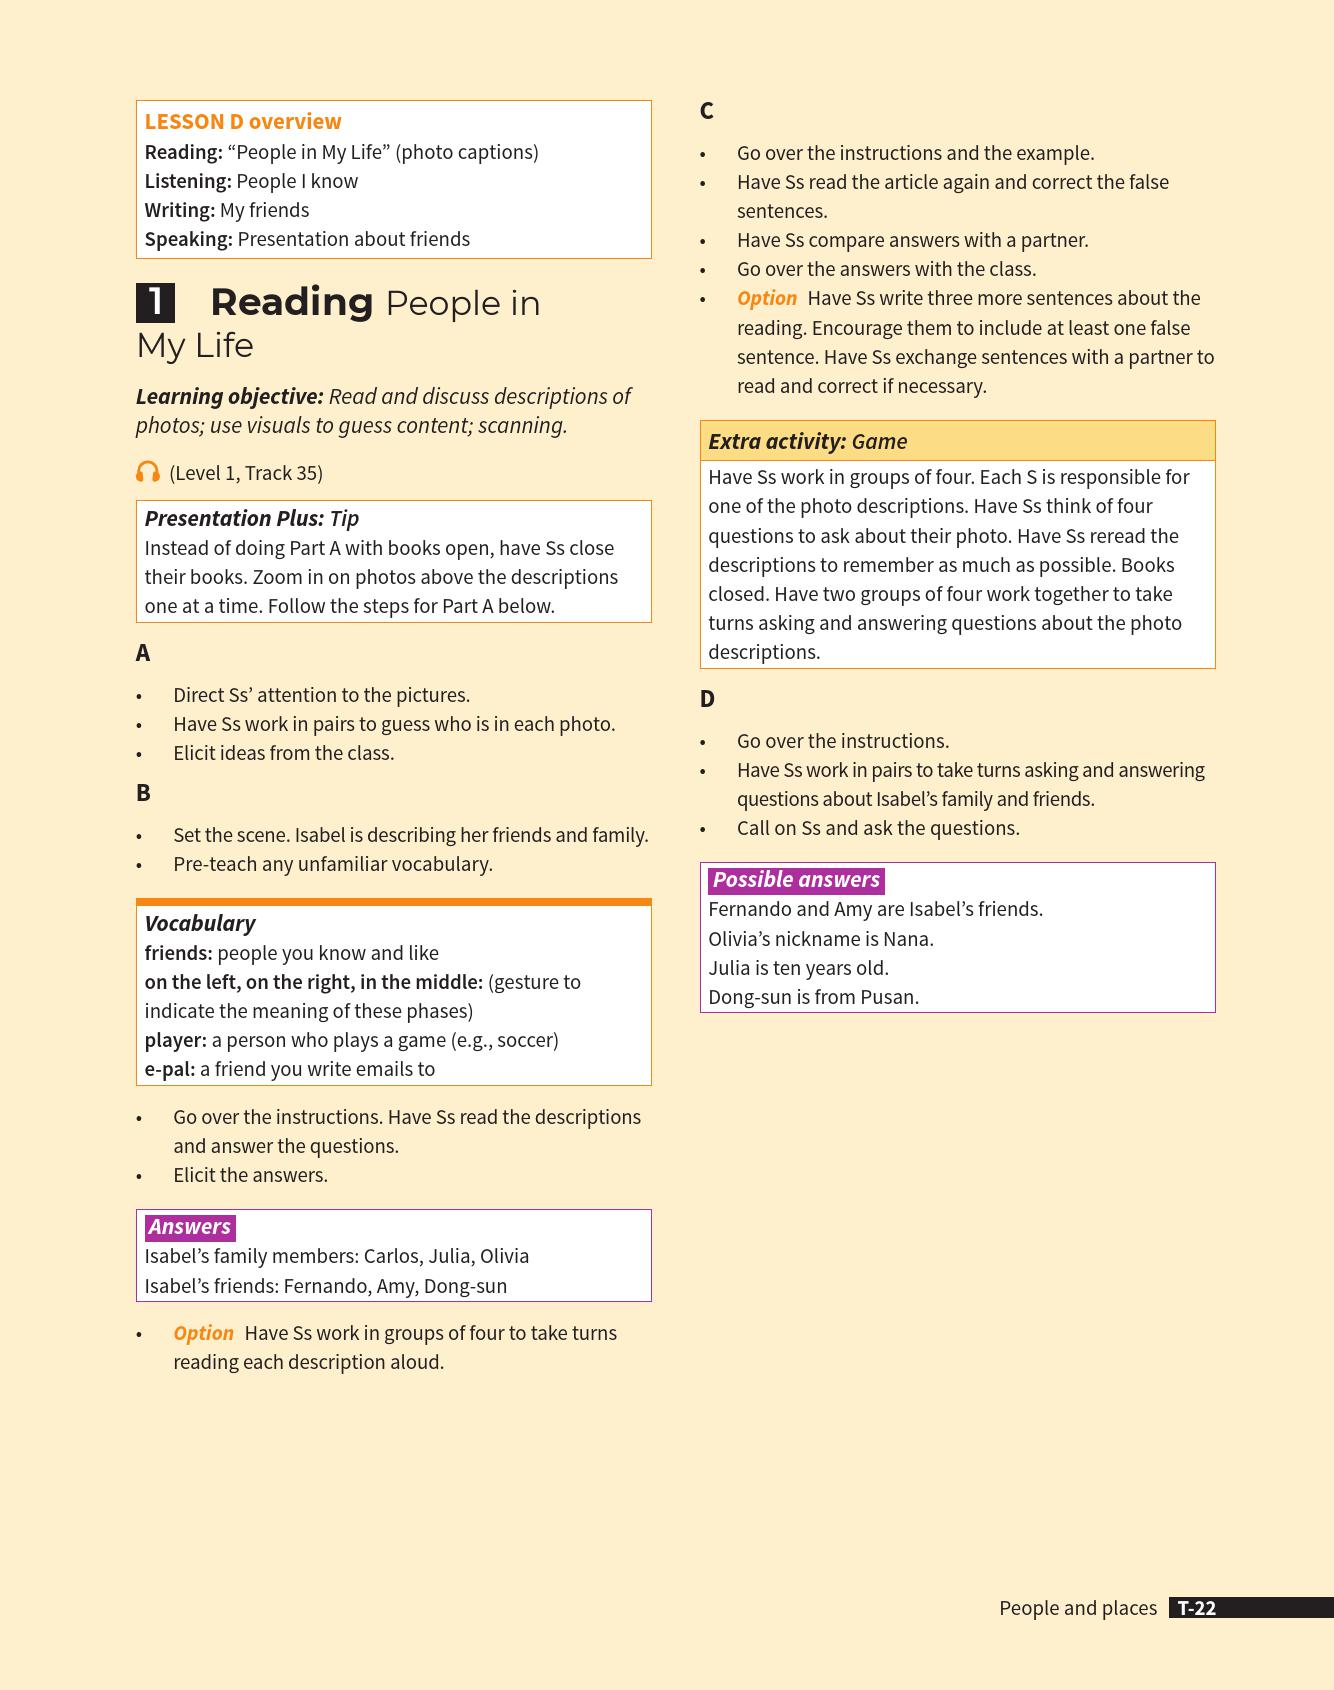 LESSON D overview
Reading: “People in My Life” (photo captions)
Listening: People I know
Writing: My friends
Speaking: Presentation about friends
1 Reading People in
My Life
Learning objective: Read and discuss descriptions of
photos; use visuals to guess content; scanning.
(Level 1, Track 35)
Presentation Plus: Tip
Instead of doing Part A with books open, have Ss close
their books. Zoom in on photos above the descriptions
one at a time. Follow the steps for Part A below.
A
• Direct Ss’ attention to the pictures.
• Have Ss work in pairs to guess who is in each photo.
• Elicit ideas from the class.
B
• Set the scene. Isabel is describing her friends and family.
• Pre-teach any unfamiliar vocabulary.
Vocabulary
friends: people you know and like
on the left, on the right, in the middle: (gesture to
indicate the meaning of these phases)
player: a person who plays a game (e.g., soccer)
e-pal: a friend you write emails to
• Go over the instructions. Have Ss read the descriptions
and answer the questions.
• Elicit the answers.
Answers
Isabel’s family members: Carlos, Julia, Olivia
Isabel’s friends: Fernando, Amy, Dong-sun
• Option Have Ss work in groups of four to take turns
reading each description aloud.
C
• Go over the instructions and the example.
• Have Ss read the article again and correct the false
sentences.
• Have Ss compare answers with a partner.
• Go over the answers with the class.
• Option Have Ss write three more sentences about the
reading. Encourage them to include at least one false
sentence. Have Ss exchange sentences with a partner to
read and correct if necessary.
Extra activity: Game
Have Ss work in groups of four. Each S is responsible for
one of the photo descriptions. Have Ss think of four
questions to ask about their photo. Have Ss reread the
descriptions to remember as much as possible. Books
closed. Have two groups of four work together to take
turns asking and answering questions about the photo
descriptions.
D
• Go over the instructions.
• Have Ss work in pairs to take turns asking and answering
questions about Isabel’s family and friends.
• Call on Ss and ask the questions.
Possible answers
Fernando and Amy are Isabel’s friends.
Olivia’s nickname is Nana.
Julia is ten years old.
Dong-sun is from Pusan.
People and places T-22